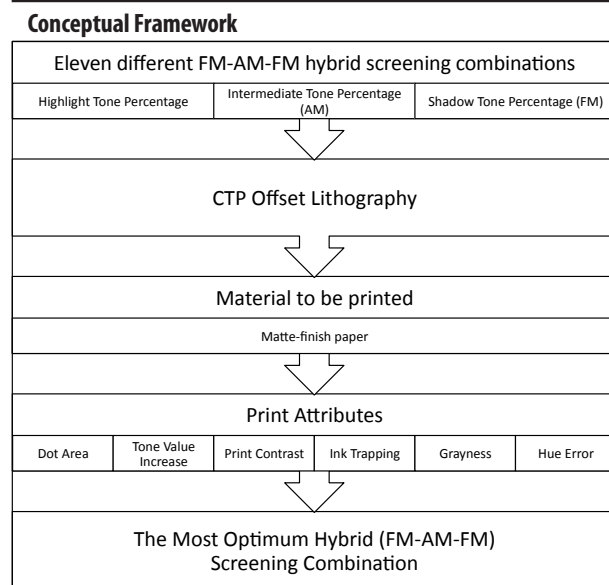 Conceptual Framework
Eleven different FM-AM-FM hybrid screening combinations
Highlight Tone Percentage
Intermediate Tone Percentage
(AM)
Shadow Tone Percentage (FM)
CTP Offset Lithography
Material to be printed
Matte-finish paper
Print Attributes
Dot Area
Tone Value
Increase
Print Contrast
Ink Trapping
Grayness
Hue Error
The Most Optimum Hybrid (FM-AM-FM)
Screening Combination